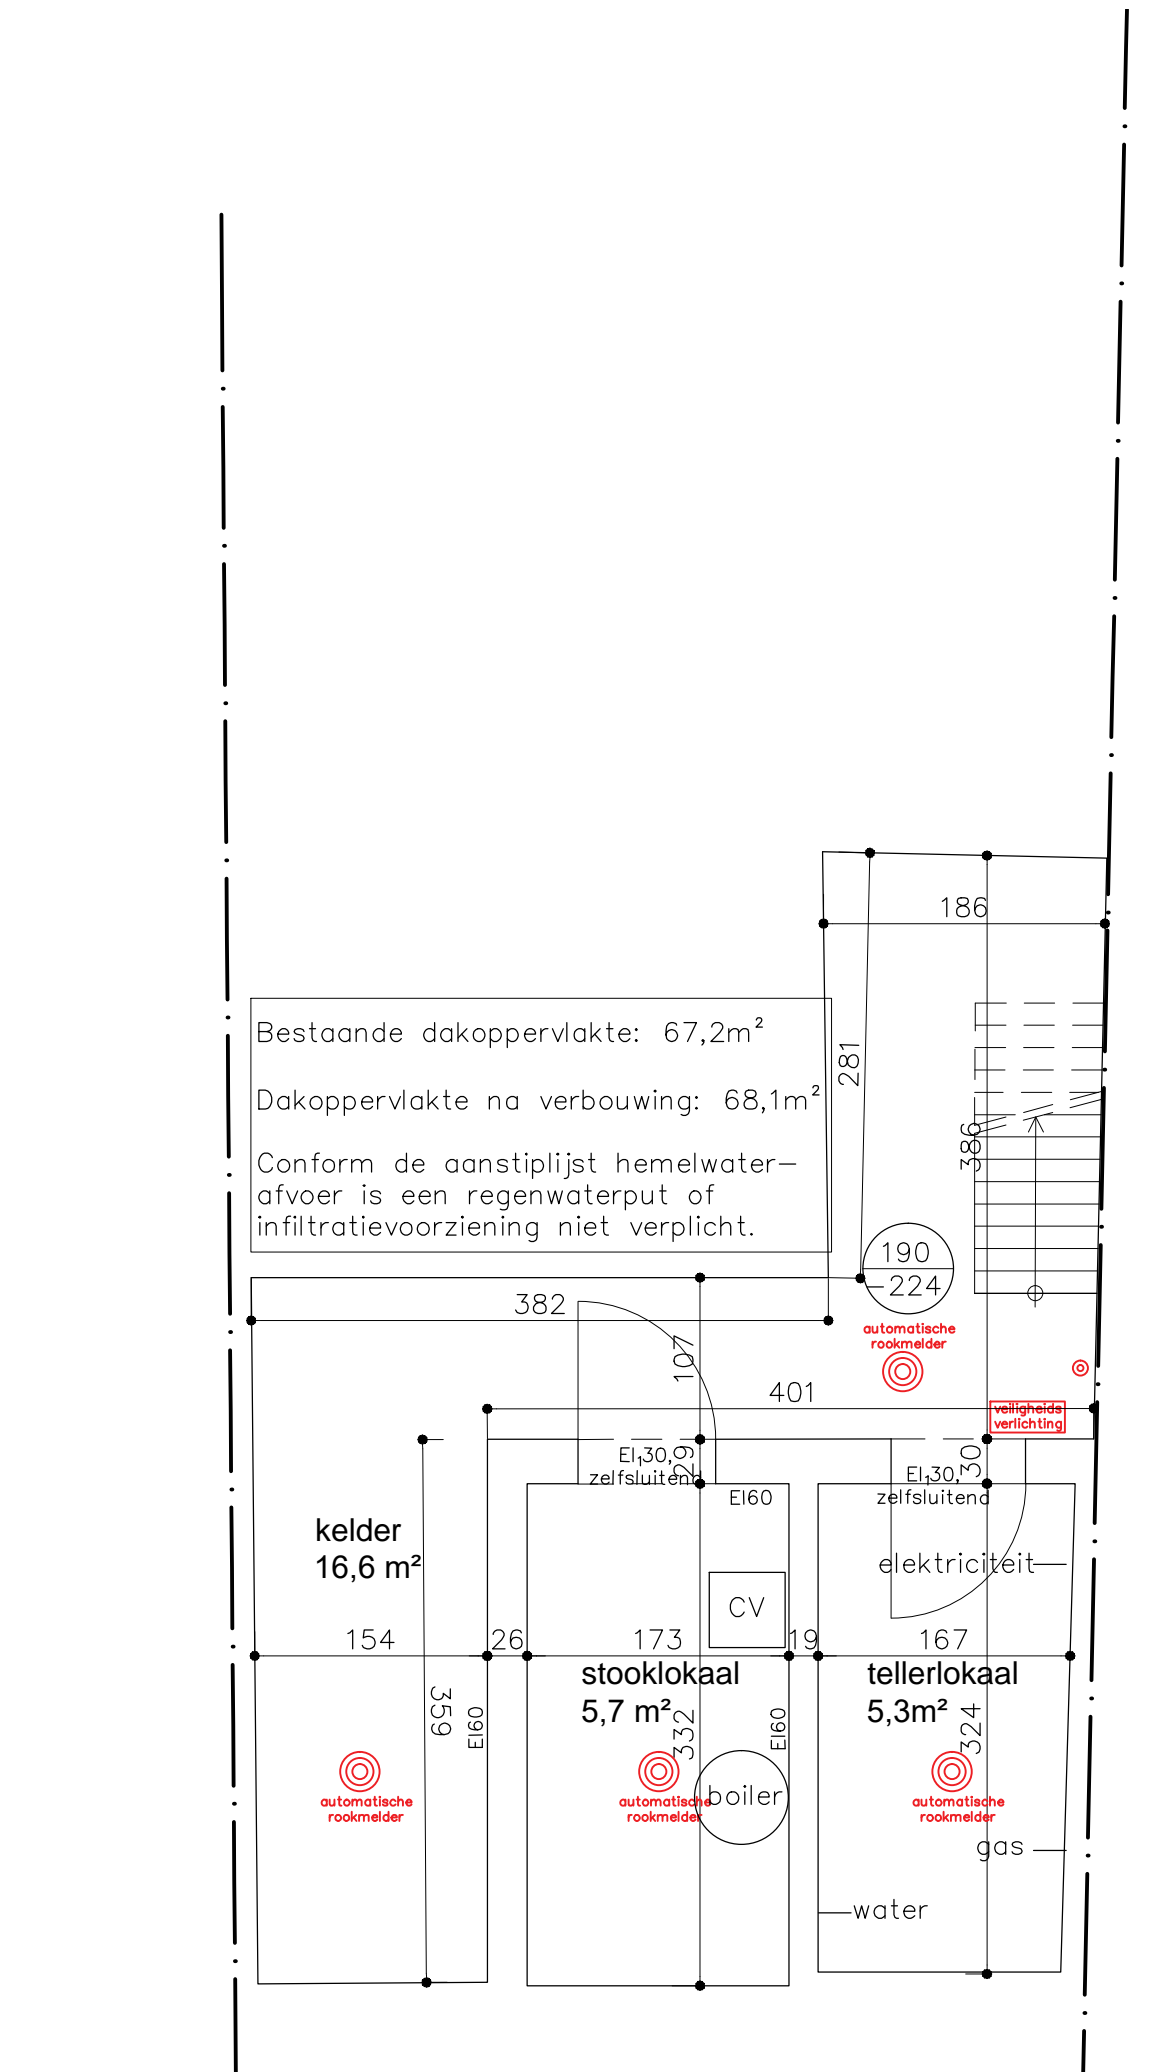 186
281
386
Bestaande dakoppervlakte: 67,2m²
Dakoppervlakte na verbouwing: 68,1m²
Conform de aanstiplijst hemelwater–
afvoer is een regenwaterput of
infiltratievoorziening niet verplicht.
190
224
382
107
automatische
rookmelder
401
veiligheids
verlichting
EI₁30,
zelfsluitend
29
EI60
EI₁30,
zelfsluitend
30
kelder
16,6 m²
elektriciteit
CV
154
26
173
19
167
stooklokaal
5,7 m²
tellerlokaal
5,3m²
359
EI60
332
EI60
324
automatische
rookmelder
automatische
rookmelder
boiler
automatische
rookmelder
gas
water